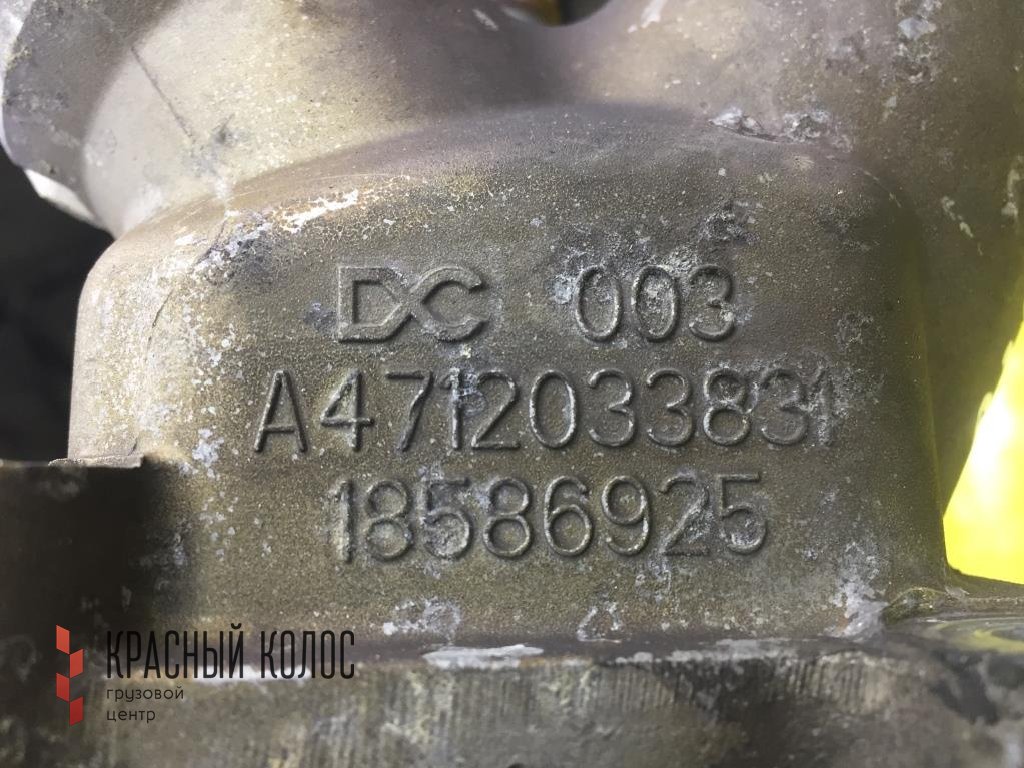 DC 003
A4712033831
18586925
КРАСНЫЙ КОЛОС
грузовой
центр